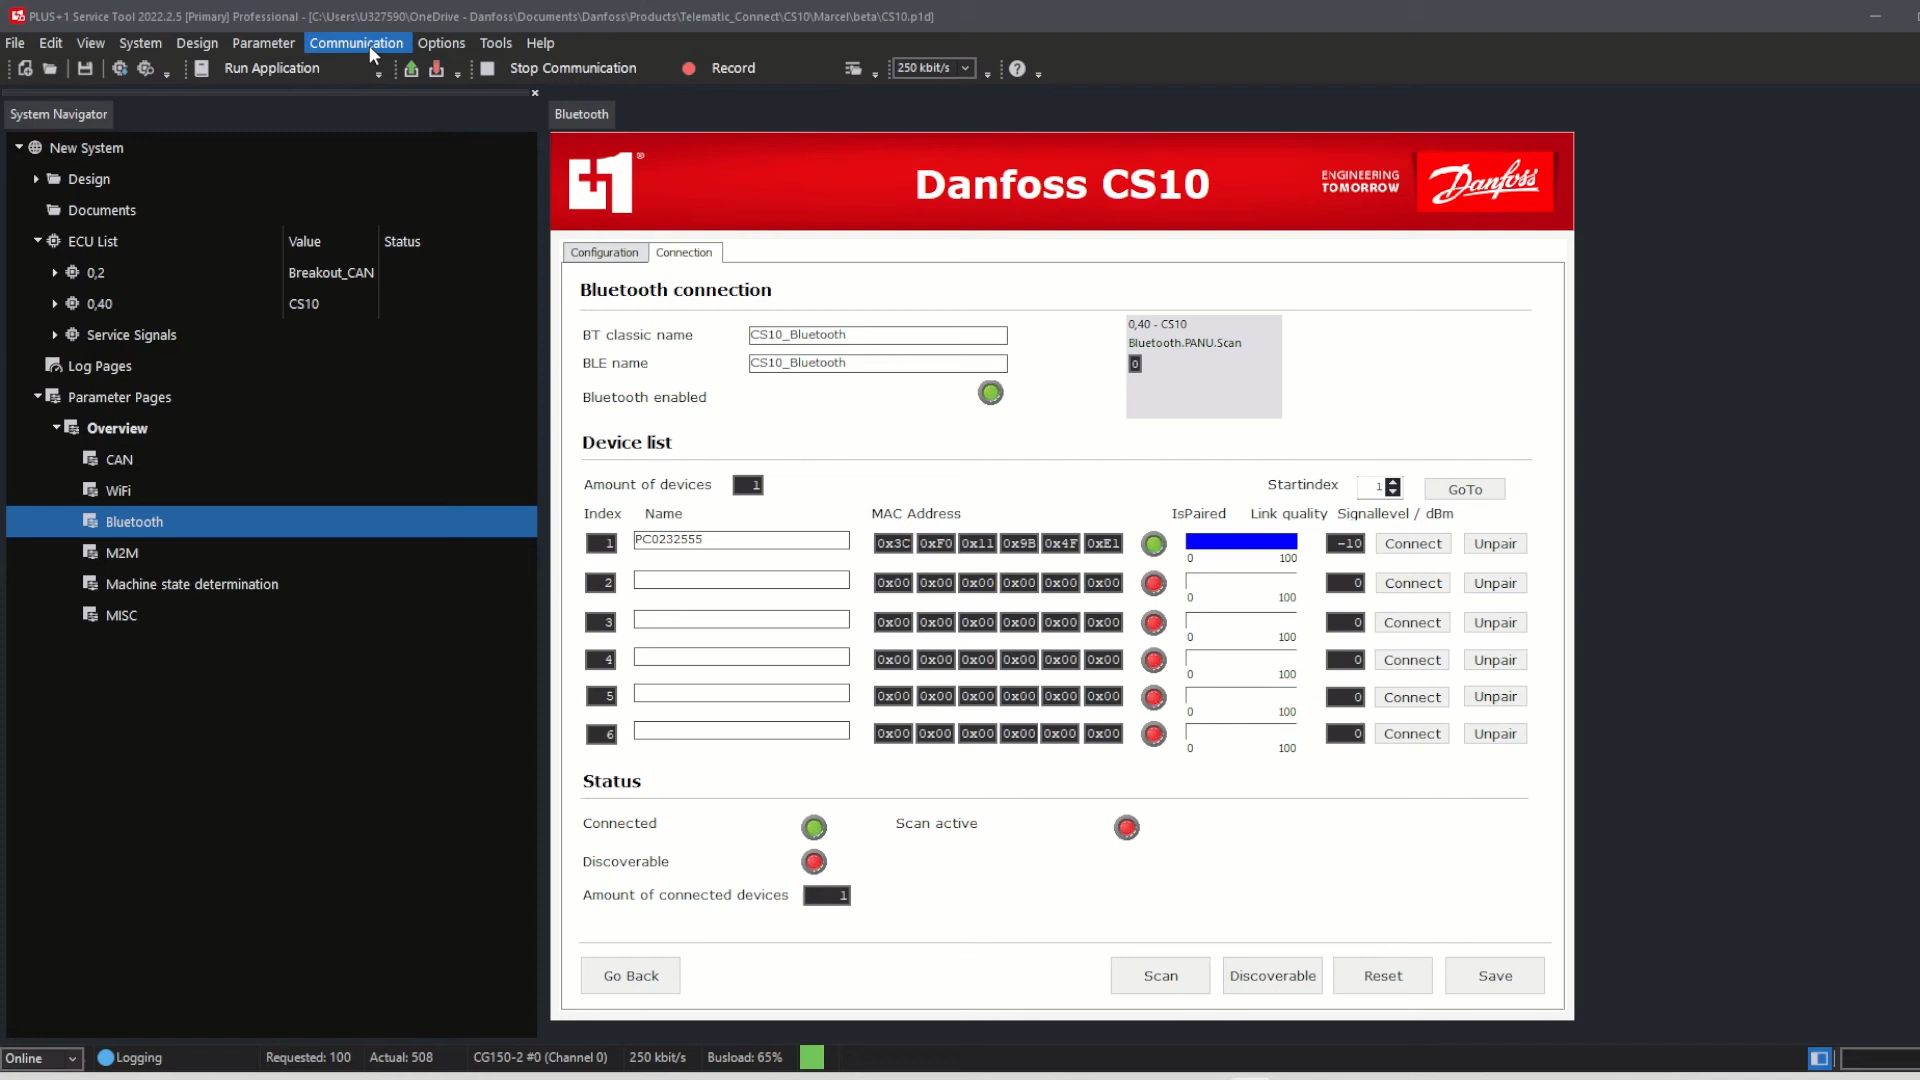 PLUS+1 Service Tool 2022.2.5 [Primary] Professional - [C:\Users\U327590\OneDrive - Danfoss\Documents\Danfoss\Products\Telematic_Connect\CS10\Marcel\beta\CS10.p1d]
File Edit View System Design Parameter Communication Options Tools Help
Run Application Stop Communication Record 250 kbit/s
System Navigator
New System
Design
Documents
ECU List Value Status
0,2 Breakout_CAN
0,40 CS10
Service Signals
Log Pages
Parameter Pages
Overview
CAN
WiFi
Bluetooth
M2M
Machine state determination
MISC
Bluetooth
+1®
Danfoss CS10
ENGINEERING
TOMORROW
Danfoss
Configuration Connection
Bluetooth connection
BT classic name CS10_Bluetooth
BLE name CS10_Bluetooth
Bluetooth enabled
0,40 - CS10
Bluetooth.PANU.Scan
0
Device list
Amount of devices 1 Startindex 1 GoTo
Index Name MAC Address IsPaired Link quality Signallevel / dBm
1 PC0232555 0x3C 0xF0 0x11 0x9B 0x4F 0xE1 -10 Connect Unpair
0 100
2 0x00 0x00 0x00 0x00 0x00 0x00 0 Connect Unpair
0 100
3 0x00 0x00 0x00 0x00 0x00 0x00 0 Connect Unpair
0 100
4 0x00 0x00 0x00 0x00 0x00 0x00 0 Connect Unpair
0 100
5 0x00 0x00 0x00 0x00 0x00 0x00 0 Connect Unpair
0 100
6 0x00 0x00 0x00 0x00 0x00 0x00 0 Connect Unpair
0 100
Status
Connected Scan active
Discoverable
Amount of connected devices 1
Go Back Scan Discoverable Reset Save
Online Logging Requested: 100 Actual: 508 CG150-2 #0 (Channel 0) 250 kbit/s Busload: 65%